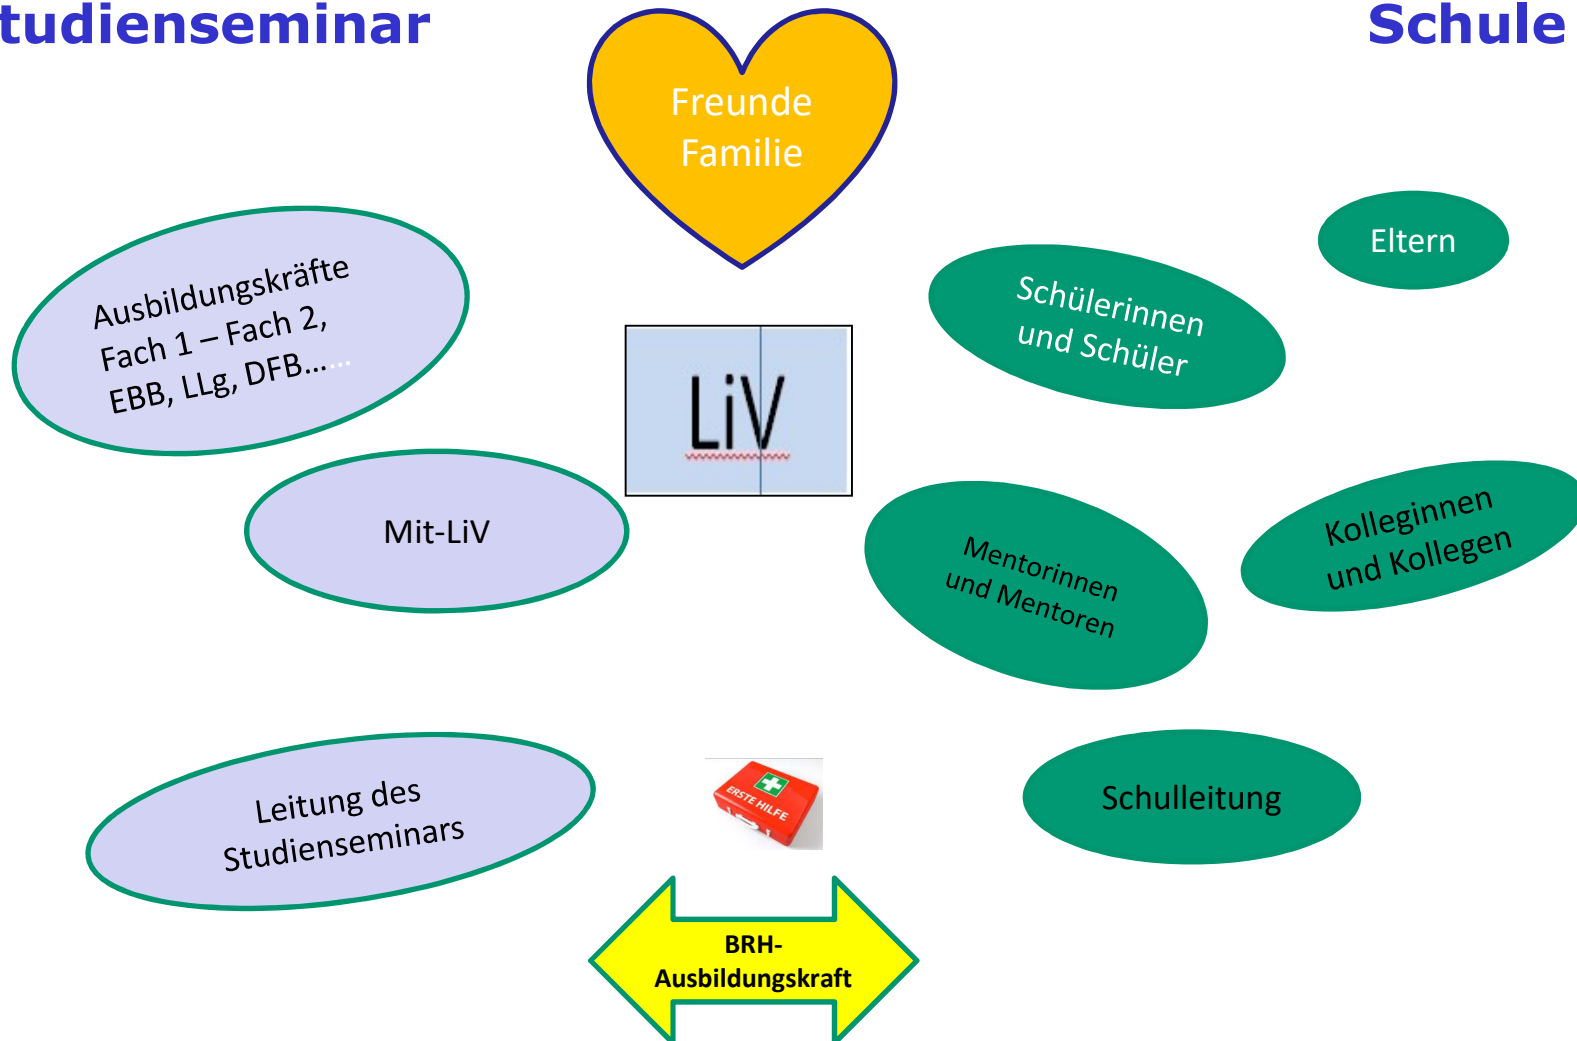 tudienseminar
Schule
Freunde
Familie
Eltern
Ausbildungskräfte
Fach 1 – Fach 2,
EBB, LLg, DFB……
Schülerinnen
und Schüler
LiV
Mit-LiV
Mentorinnen
und Mentoren
Kolleginnen
und Kollegen
Leitung des
Studienseminars
ERSTE HILFE
Schulleitung
BRH-
Ausbildungskraft